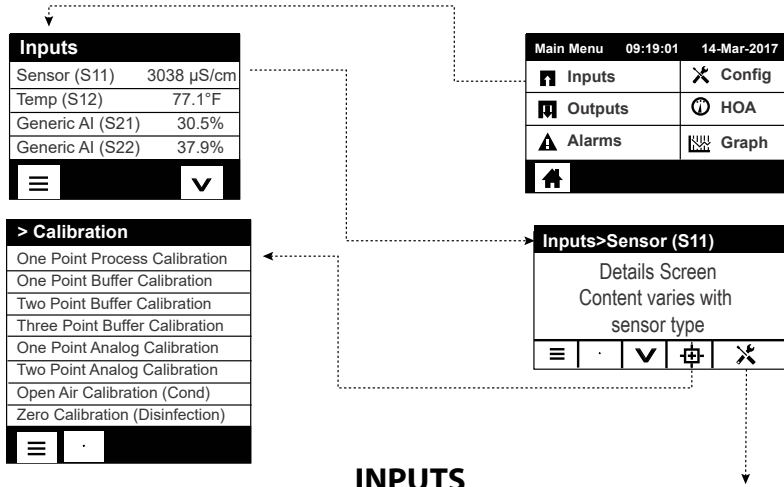 Inputs
Sensor (S11) 3038 µS/cm
Temp (S12) 77.1°F
Generic AI (S21) 30.5%
Generic AI (S22) 37.9%
Main Menu 09:19:01 14-Mar-2017
Inputs Config
Outputs HOA
Alarms Graph
> Calibration
One Point Process Calibration
One Point Buffer Calibration
Two Point Buffer Calibration
Three Point Buffer Calibration
One Point Analog Calibration
Two Point Analog Calibration
Open Air Calibration (Cond)
Zero Calibration (Disinfection)
Inputs>Sensor (S11)
Details Screen
Content varies with
sensor type
INPUTS